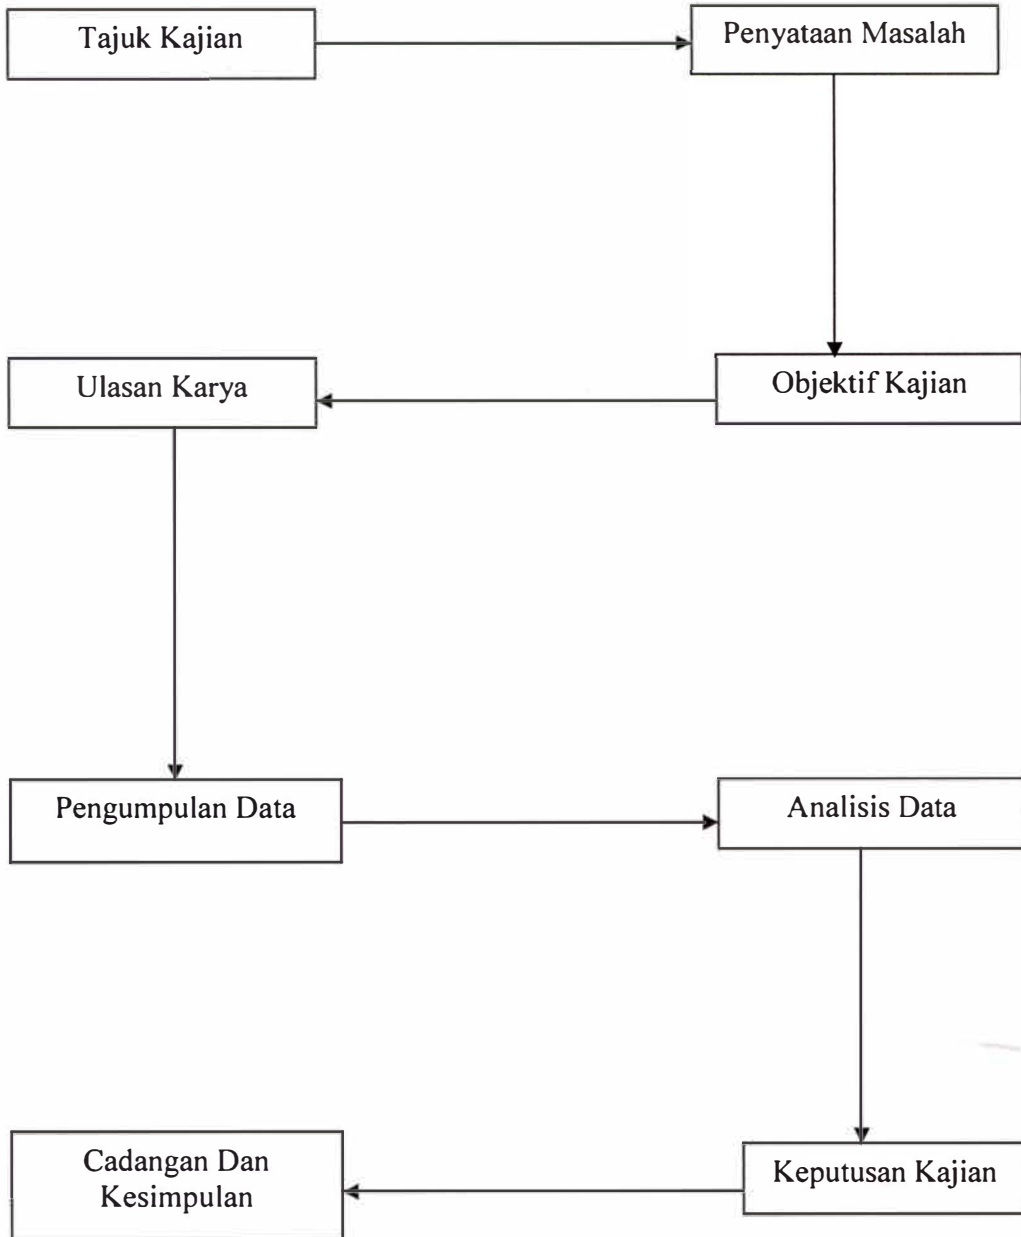 Tajuk Kajian
Penyataan Masalah
Objektif Kajian
Ulasan Karya
Pengumpulan Data
Analisis Data
Keputusan Kajian
Cadangan Dan
Kesimpulan